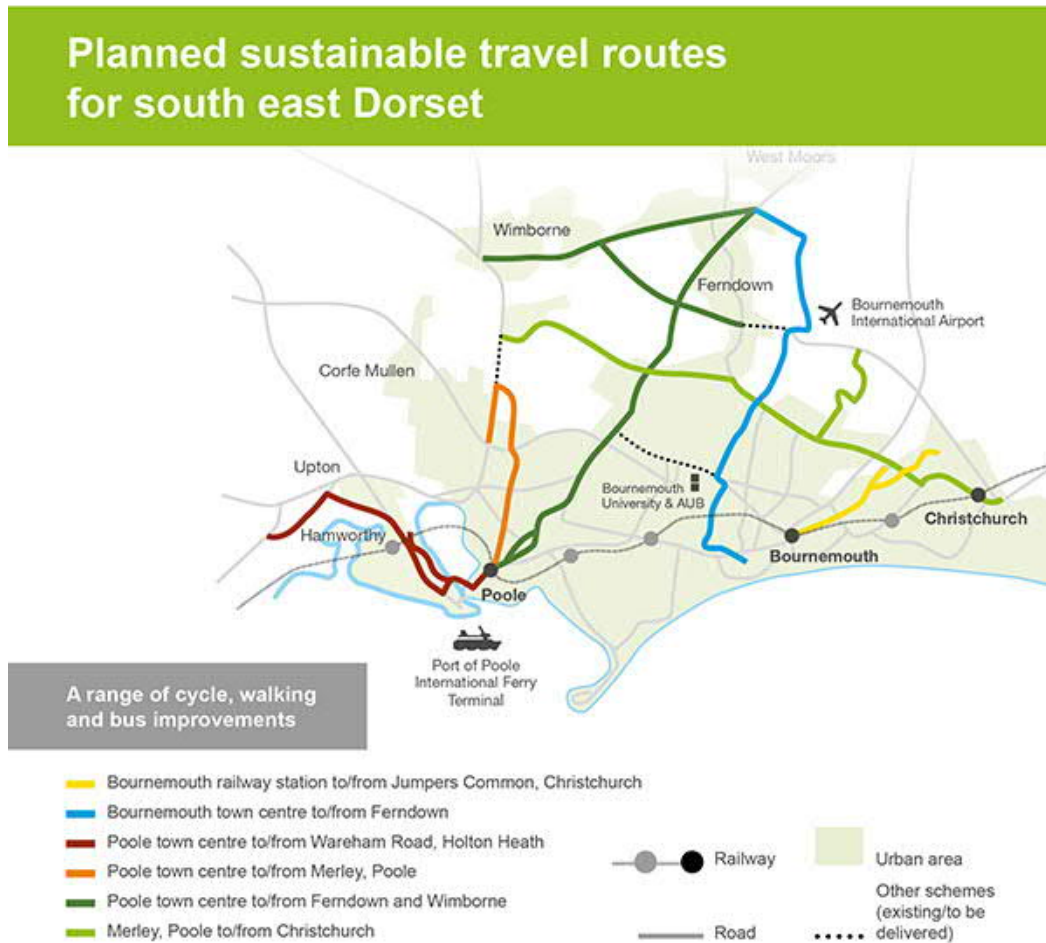 Planned sustainable travel routes
for south east Dorset
West Moors
Wimborne
Ferndown
Bournemouth
International Airport
Corfe Mullen
Upton
Bournemouth
University & AUB
Hamworthy
Christchurch
Bournemouth
Poole
Port of Poole
International Ferry
Terminal
A range of cycle, walking
and bus improvements
Bournemouth railway station to/from Jumpers Common, Christchurch
Bournemouth town centre to/from Ferndown
Poole town centre to/from Wareham Road, Holton Heath
Poole town centre to/from Merley, Poole
Poole town centre to/from Ferndown and Wimborne
Merley, Poole to/from Christchurch
Railway
Road
Urban area
Other schemes
(existing/to be
delivered)